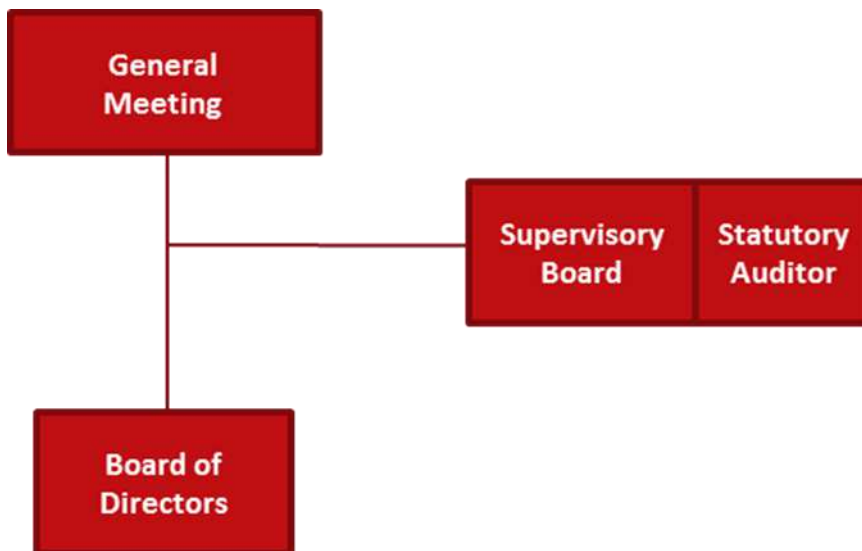 General
Meeting
Supervisory
Board
Statutory
Auditor
Board of
Directors